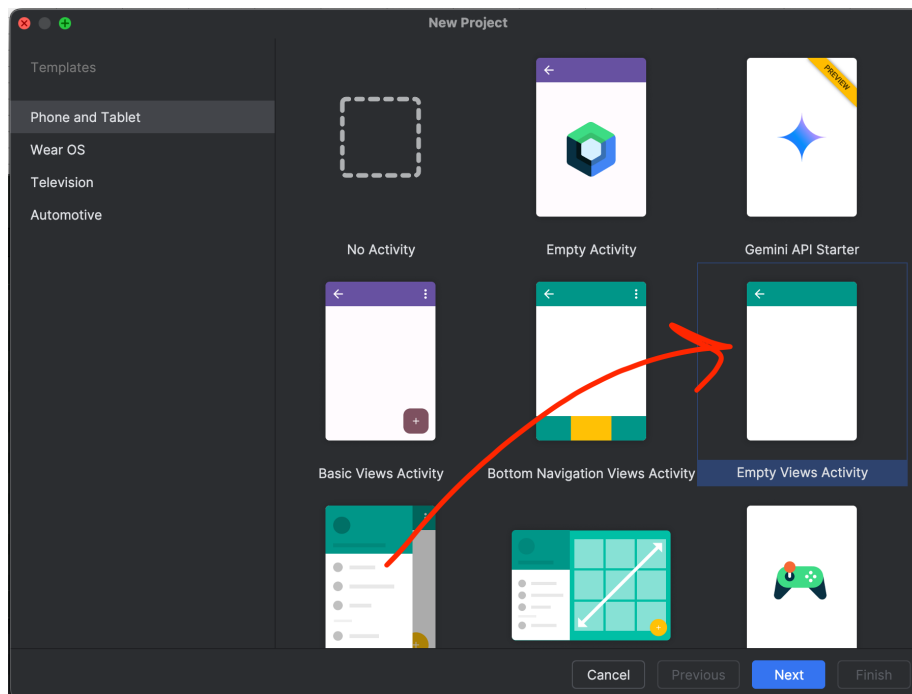 New Project
Templates
Phone and Tablet
Wear OS
Television
Automotive
PREVIEW
No Activity
Empty Activity
Gemini API Starter
Basic Views Activity
Bottom Navigation Views Activity
Empty Views Activity
Cancel
Previous
Next
Finish